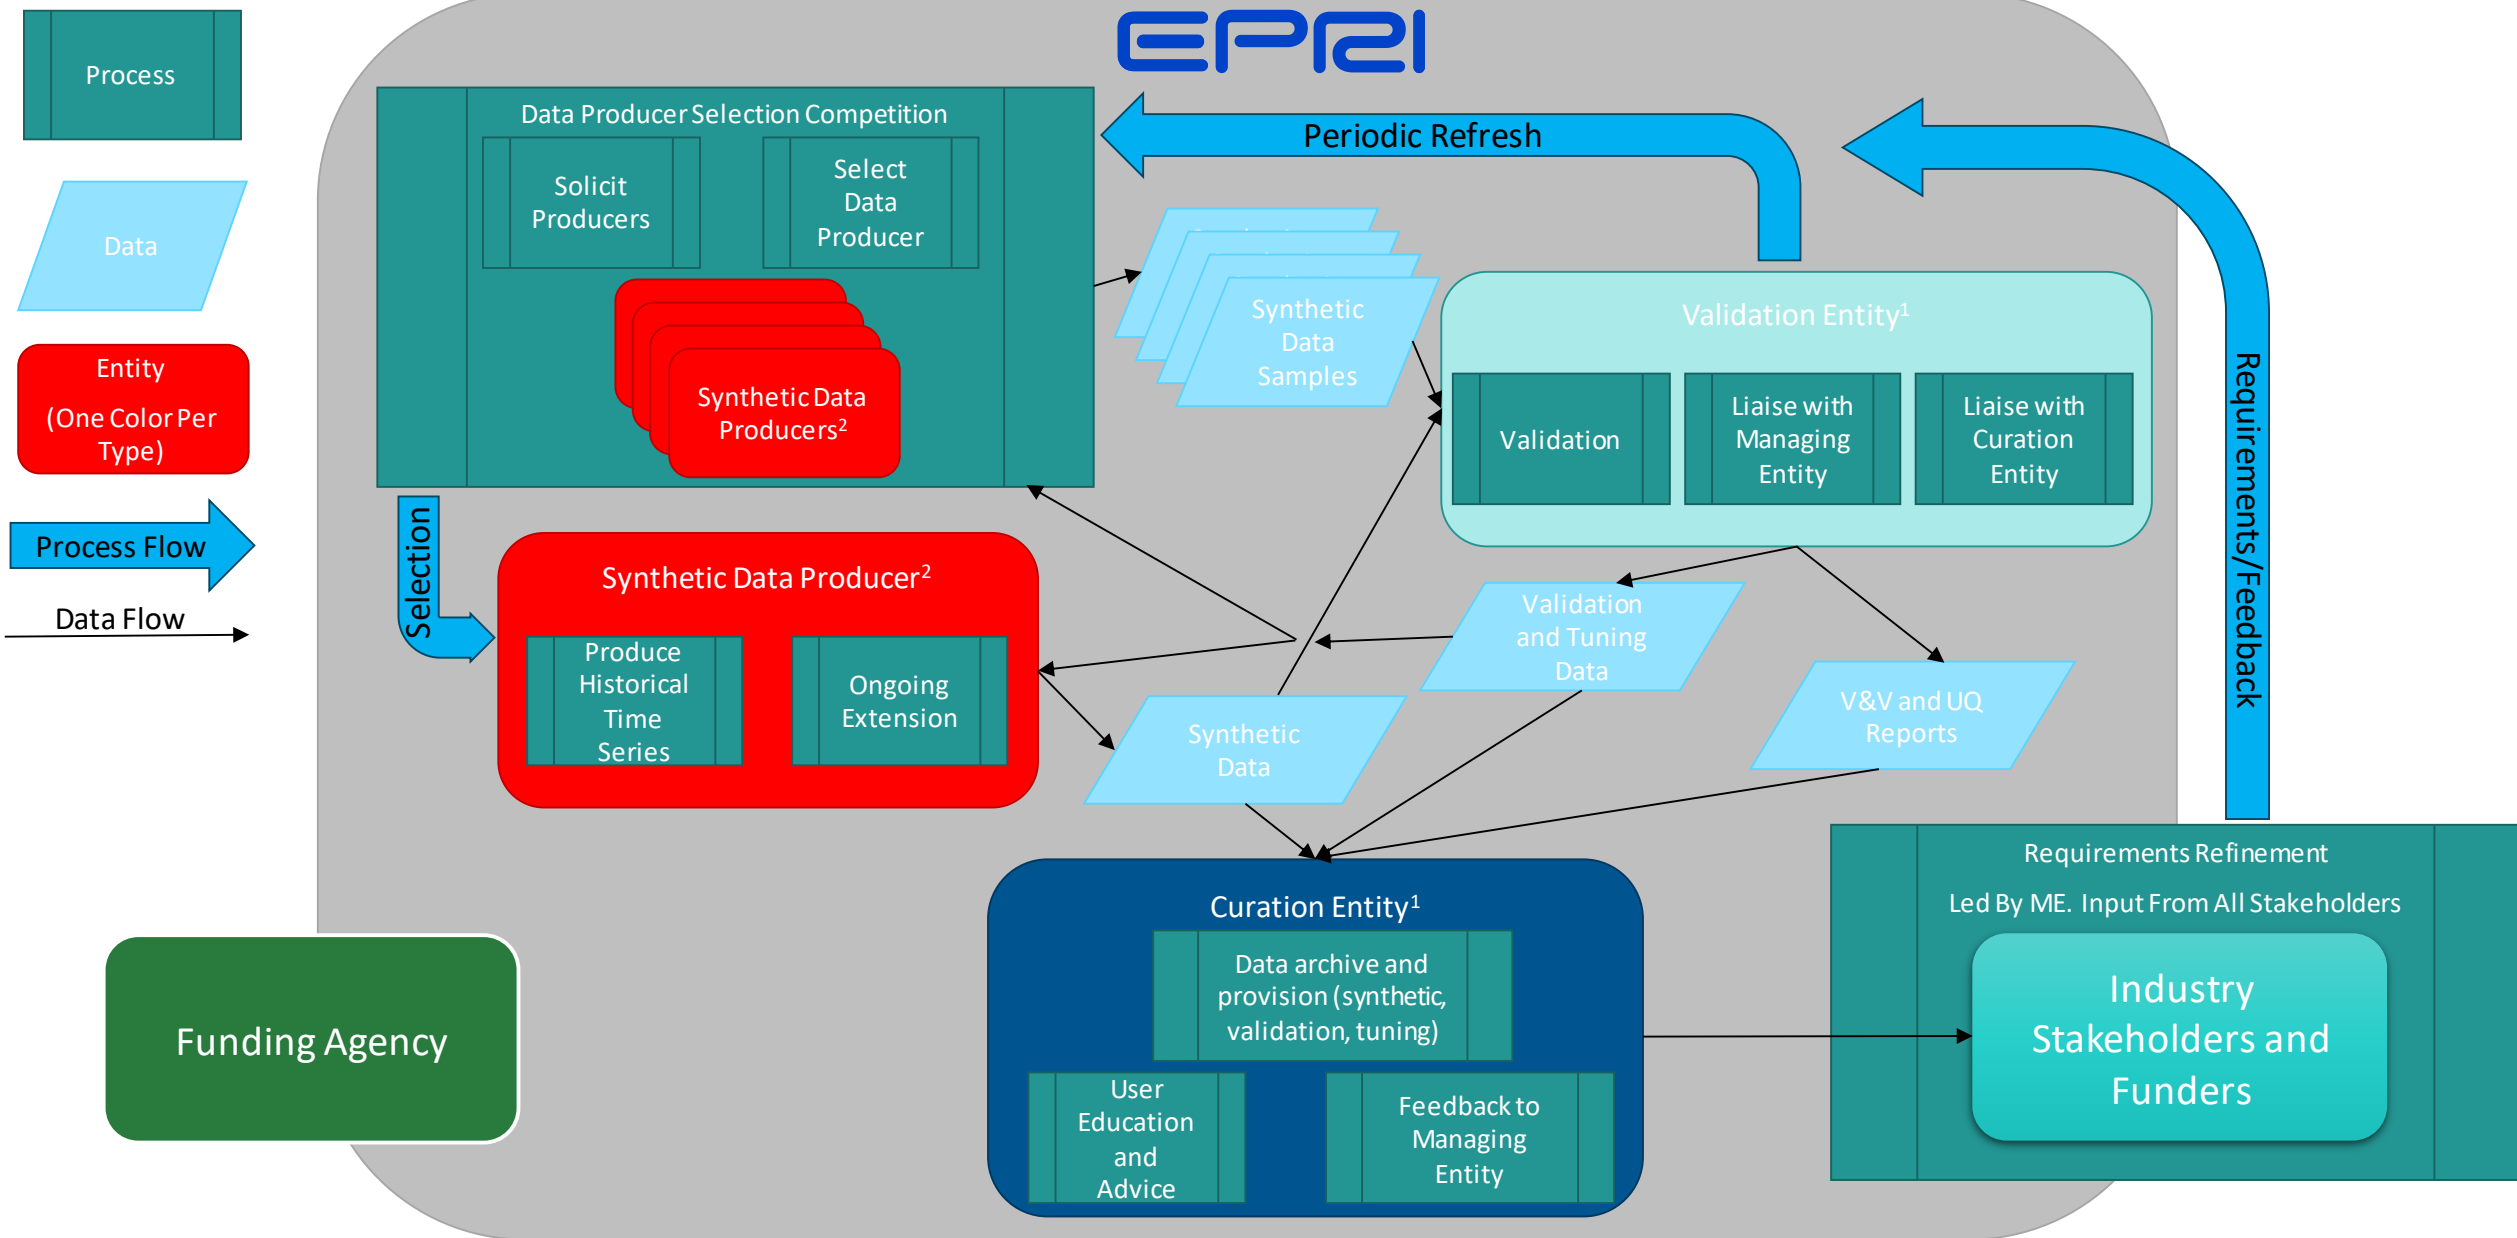 EPRI
Process
Data
Entity
(One Color Per
Type)
Process Flow
Data Flow
Data Producer Selection Competition
Solicit
Producers
Select
Data
Producer
Synthetic Data
Producers²
Periodic Refresh
Synthetic
Data
Samples
Validation Entity¹
Validation
Liaise with
Managing
Entity
Liaise with
Curation
Entity
Requirements/Feedback
Selection
Synthetic Data Producer²
Produce
Historical
Time
Series
Ongoing
Extension
Validation
and Tuning
Data
V&V and UQ
Reports
Synthetic
Data
Curation Entity¹
Data archive and
provision (synthetic,
validation, tuning)
User
Education
and
Advice
Feedback to
Managing
Entity
Requirements Refinement
Led By ME. Input From All Stakeholders
Industry
Stakeholders and
Funders
Funding Agency